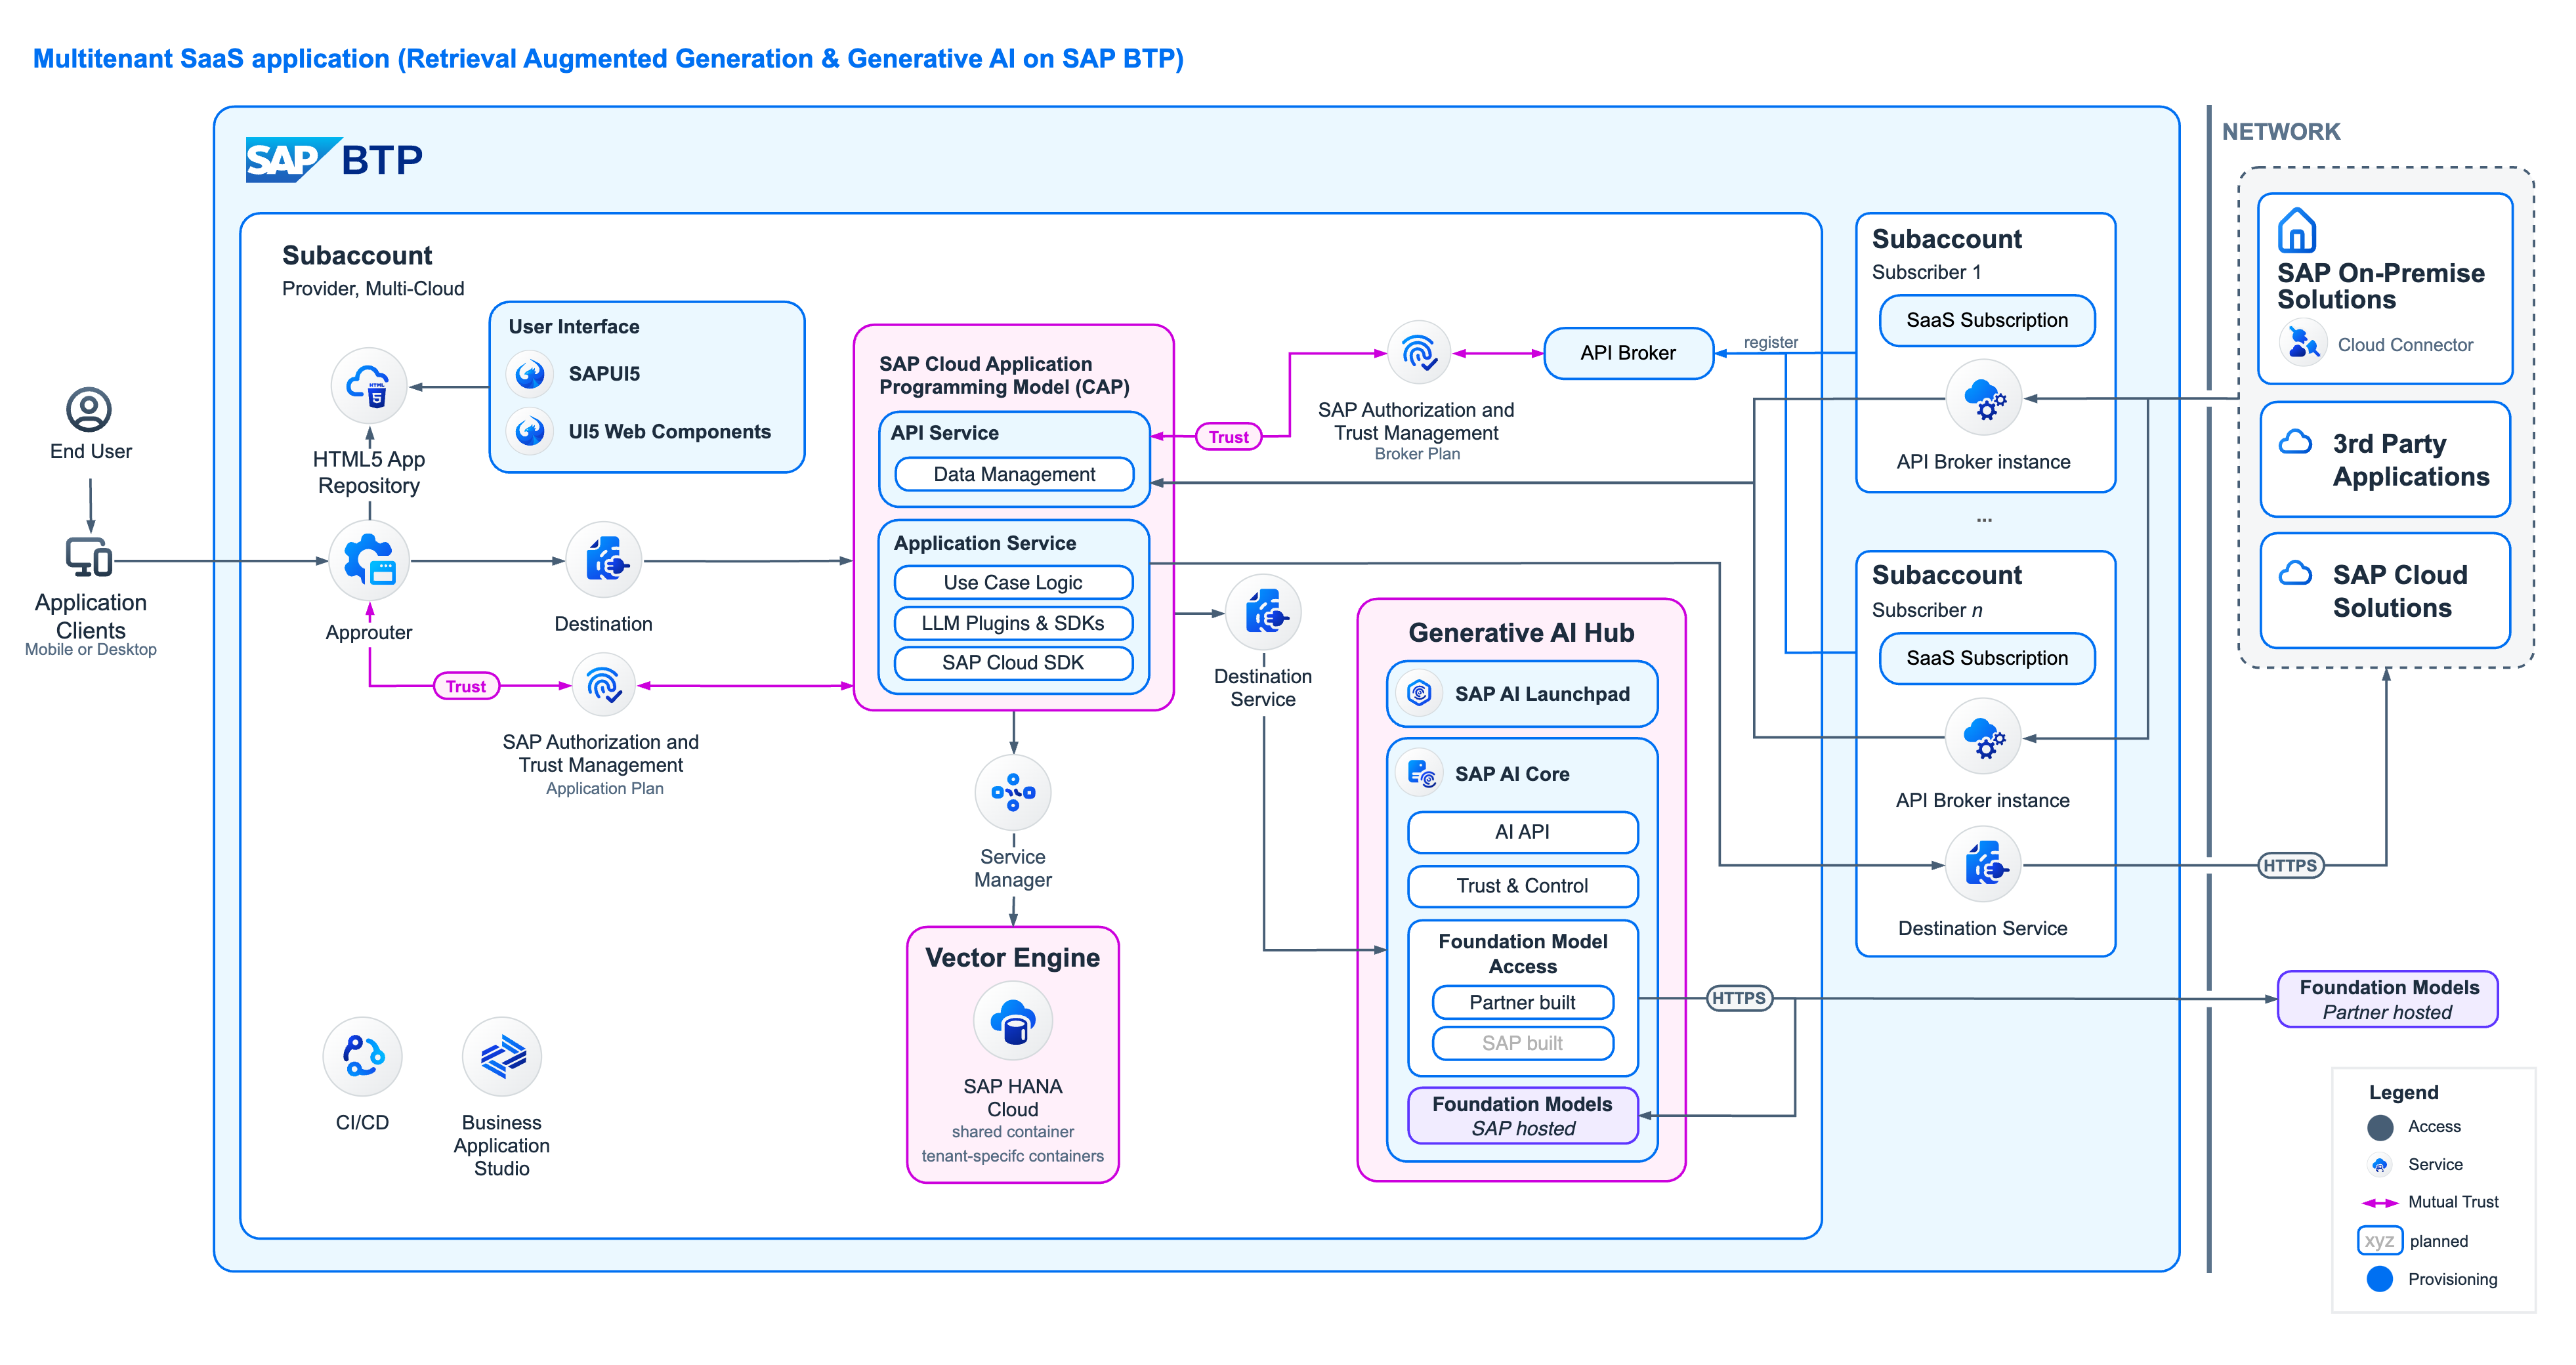 Multitenant SaaS application (Retrieval Augmented Generation & Generative AI on SAP BTP)
SAP BTP
NETWORK
Subaccount
Provider, Multi-Cloud
User Interface
SAPUI5
UI5 Web Components
HTML
5
HTML5 App
Repository
End User
Application
Clients
Mobile or Desktop
Approuter
Destination
Trust
SAP Authorization and
Trust Management
Application Plan
SAP Cloud Application
Programming Model (CAP)
API Service
Data Management
Application Service
Use Case Logic
LLM Plugins & SDKs
SAP Cloud SDK
Trust
SAP Authorization and
Trust Management
Broker Plan
API Broker
register
Destination
Service
Service
Manager
Vector Engine
SAP HANA
Cloud
shared container
tenant-specifc containers
CI/CD
Business
Application
Studio
Generative AI Hub
SAP AI Launchpad
SAP AI Core
AI API
Trust & Control
Foundation Model
Access
Partner built
SAP built
Foundation Models
SAP hosted
HTTPS
Subaccount
Subscriber 1
SaaS Subscription
API Broker instance
...
Subaccount
Subscriber n
SaaS Subscription
API Broker instance
Destination Service
SAP On-Premise
Solutions
Cloud Connector
3rd Party
Applications
SAP Cloud
Solutions
HTTPS
Foundation Models
Partner hosted
Legend
Access
Service
Mutual Trust
xyz planned
Provisioning